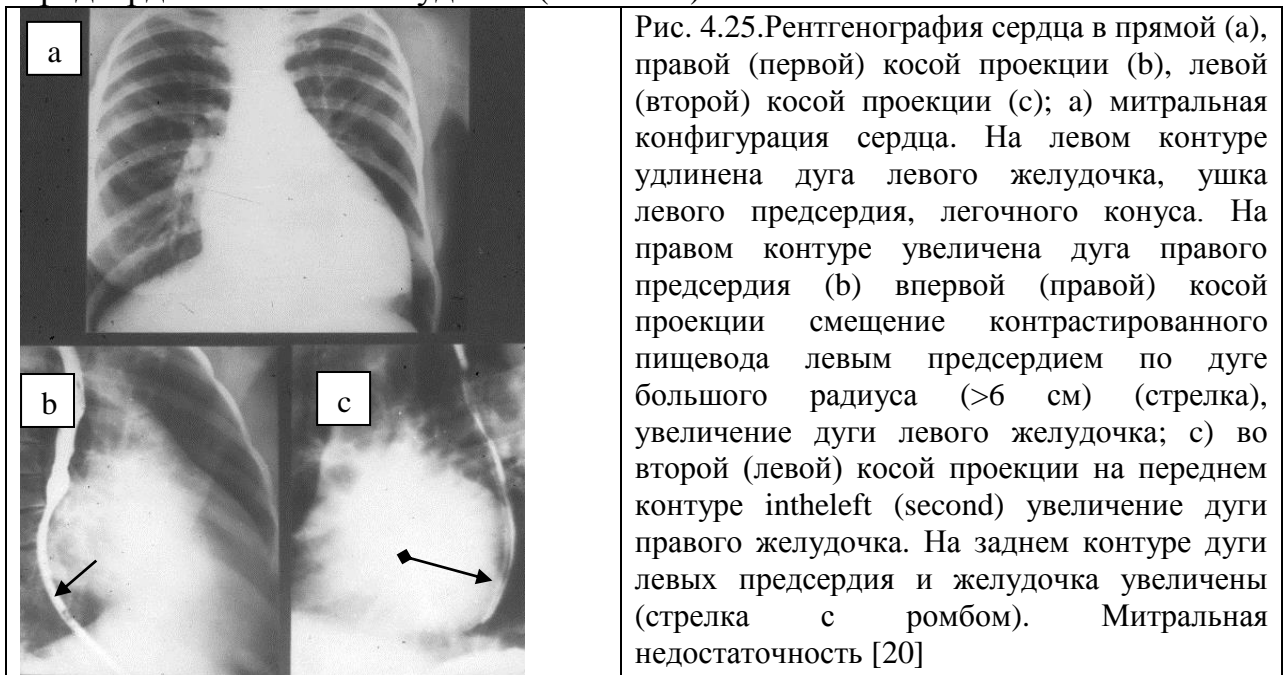 a
b
c
Рис. 4.25.Рентгенография сердца в прямой (а),
правой (первой) косой проекции (b), левой
(второй) косой проекции (с); а) митральная
конфигурация сердца. На левом контуре
удлинена дуга левого желудочка, ушка
левого предсердия, легочного конуса. На
правом контуре увеличена дуга правого
предсердия (b) впервой (правой) косой
проекции смещение контрастированного
пищевода левым предсердием по дуге
большого радиуса (>6 см) (стрелка),
увеличение дуги левого желудочка; с) во
второй (левой) косой проекции на переднем
контуре intheleft (second) увеличение дуги
правого желудочка. На заднем контуре дуги
левых предсердия и желудочка увеличены
(стрелка с ромбом). Митральная
недостаточность [20]